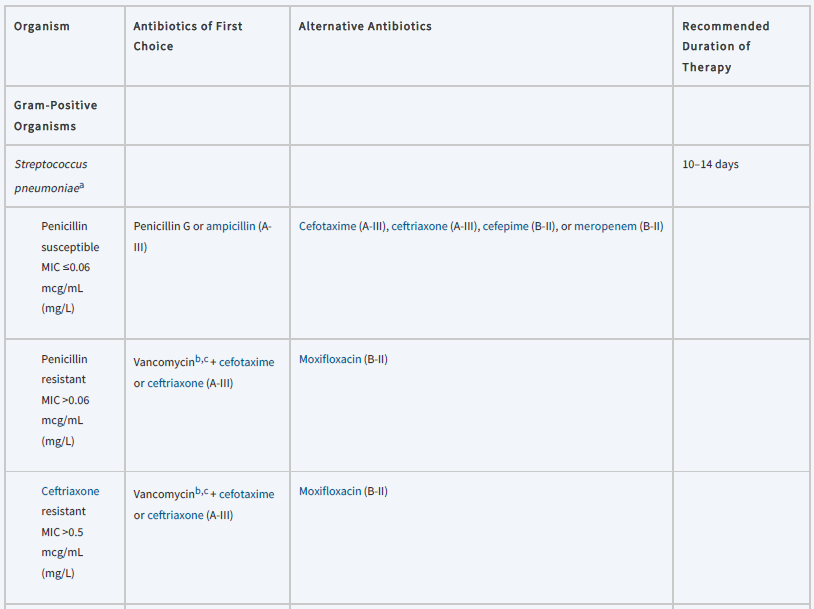 Organism
Antibiotics of First
Choice
Alternative Antibiotics
Recommended
Duration of
Therapy
Gram-Positive
Organisms
Streptococcus
pneumoniaeᵃ
10–14 days
Penicillin
susceptible
MIC ≤0.06
mcg/mL
(mg/L)
Penicillin G or ampicillin (A-
III)
Cefotaxime (A-III), ceftriaxone (A-III), cefepime (B-II), or meropenem (B-II)
Penicillin
resistant
MIC >0.06
mcg/mL
(mg/L)
Vancomycinᵇ,ᶜ + cefotaxime
or ceftriaxone (A-III)
Moxifloxacin (B-II)
Ceftriaxone
resistant
MIC >0.5
mcg/mL
(mg/L)
Vancomycinᵇ,ᶜ + cefotaxime
or ceftriaxone (A-III)
Moxifloxacin (B-II)